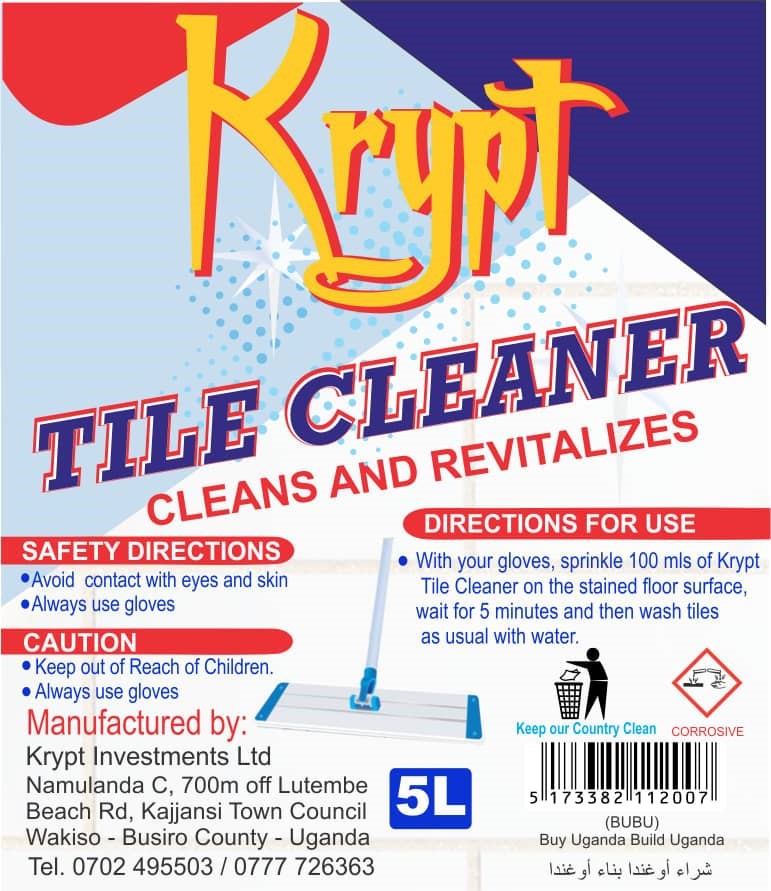 Krypt
TILE CLEANER
CLEANS AND REVITALIZES
SAFETY DIRECTIONS
•Avoid contact with eyes and skin
•Always use gloves
CAUTION
• Keep out of Reach of Children.
• Always use gloves
Manufactured by:
Krypt Investments Ltd
Namulanda C, 700m off Lutembe
Beach Rd, Kajjansi Town Council
Wakiso - Busiro County - Uganda
Tel. 0702 495503 / 0777 726363
5L
DIRECTIONS FOR USE
• With your gloves, sprinkle 100 mls of Krypt
Tile Cleaner on the stained floor surface,
wait for 5 minutes and then wash tiles
as usual with water.
Keep our Country Clean
CORROSIVE
5 173382 112007
(BUBU)
Buy Uganda Build Uganda
شراء أوغندا بناء أوغندا